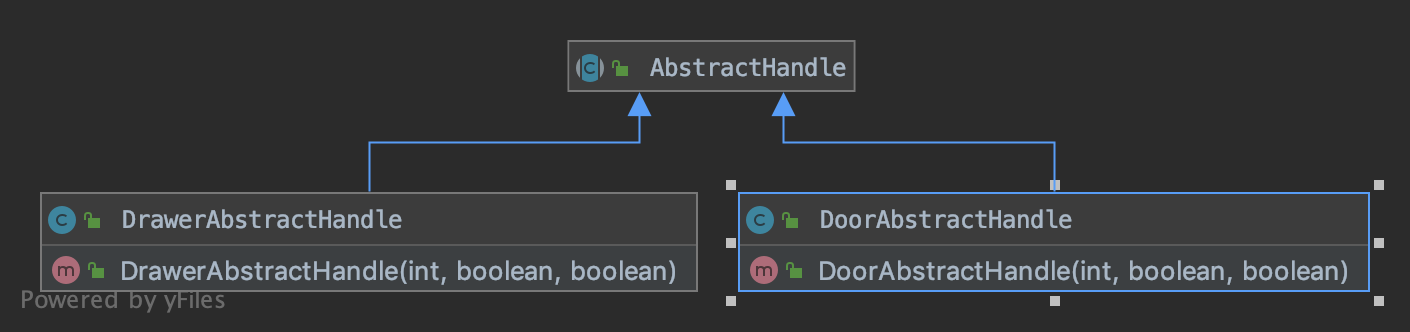 AbstractHandle
DrawerAbstractHandle
DrawerAbstractHandle(int, boolean, boolean)
DoorAbstractHandle
DoorAbstractHandle(int, boolean, boolean)
Powered by yFiles